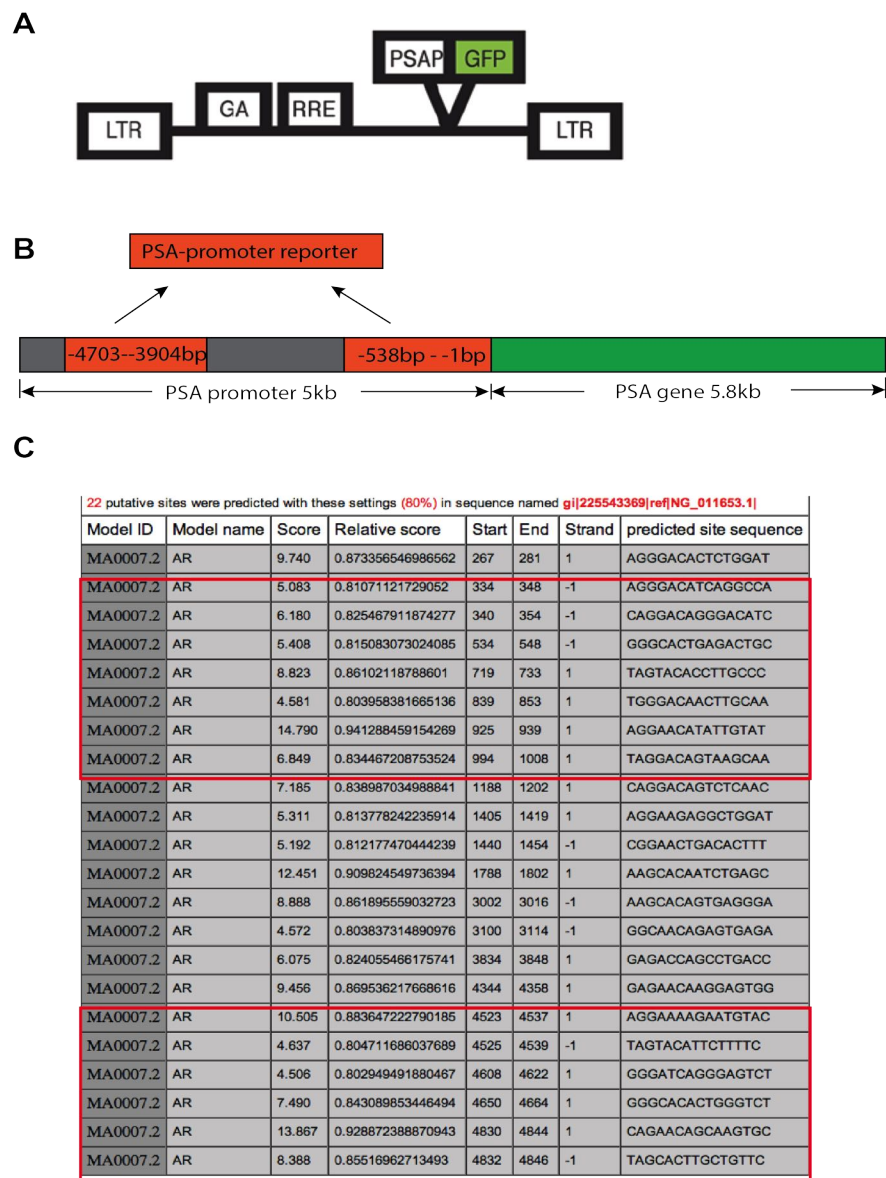 A
PSAP GFP
GA RRE
LTR LTR
B
PSA-promoter reporter
-4703--3904bp -538bp - -1bp
PSA promoter 5kb PSA gene 5.8kb
C
22 putative sites were predicted with these settings (80%) in sequence named gi|225543369|ref|NG_011653.1|
Model ID Model name Score Relative score Start End Strand predicted site sequence
MA0007.2 AR 9.740 0.873356546986562 267 281 1 AGGGACACTCTGGAT
MA0007.2 AR 5.083 0.81071121729052 334 348 -1 AGGGACATCAGGCCA
MA0007.2 AR 6.180 0.825467911874277 340 354 -1 CAGGACAGGGACATC
MA0007.2 AR 5.408 0.815083073024085 534 548 -1 GGGCACTGAGACTGC
MA0007.2 AR 8.823 0.86102118788601 719 733 1 TAGTACACCTTGCCC
MA0007.2 AR 4.581 0.803958381665136 839 853 1 TGGGACAACTTGCAA
MA0007.2 AR 14.790 0.941288459154269 925 939 1 AGGAACATATTGTAT
MA0007.2 AR 6.849 0.834467208753524 994 1008 1 TAGGACAGTAAGCAA
MA0007.2 AR 7.185 0.838987034988841 1188 1202 1 CAGGACAGTCTCAAC
MA0007.2 AR 5.311 0.813778242235914 1405 1419 1 AGGAAGAGGCTGGAT
MA0007.2 AR 5.192 0.812177470444239 1440 1454 -1 CGGAACTGACACTTT
MA0007.2 AR 12.451 0.909824549736394 1788 1802 1 AAGCACAATCTGAGC
MA0007.2 AR 8.888 0.861895559032723 3002 3016 -1 AAGCACAGTGAGGGA
MA0007.2 AR 4.572 0.803837314890976 3100 3114 -1 GGCAACAGAGTGAGA
MA0007.2 AR 6.075 0.824055466175741 3834 3848 1 GAGACCAGCCTGACC
MA0007.2 AR 9.456 0.869536217668616 4344 4358 1 GAGAACAAGGAGTGG
MA0007.2 AR 10.505 0.883647222790185 4523 4537 1 AGGAAAAGAATGTAC
MA0007.2 AR 4.637 0.804711686037689 4525 4539 -1 TAGTACATTCTTTTC
MA0007.2 AR 4.506 0.802949491880467 4608 4622 1 GGGATCAGGGAGTCT
MA0007.2 AR 7.490 0.843089853446494 4650 4664 1 GGGCACACTGGGTCT
MA0007.2 AR 13.867 0.928872388870943 4830 4844 1 CAGAACAGCAAGTGC
MA0007.2 AR 8.388 0.85516962713493 4832 4846 -1 TAGCACTTGCTGTTC